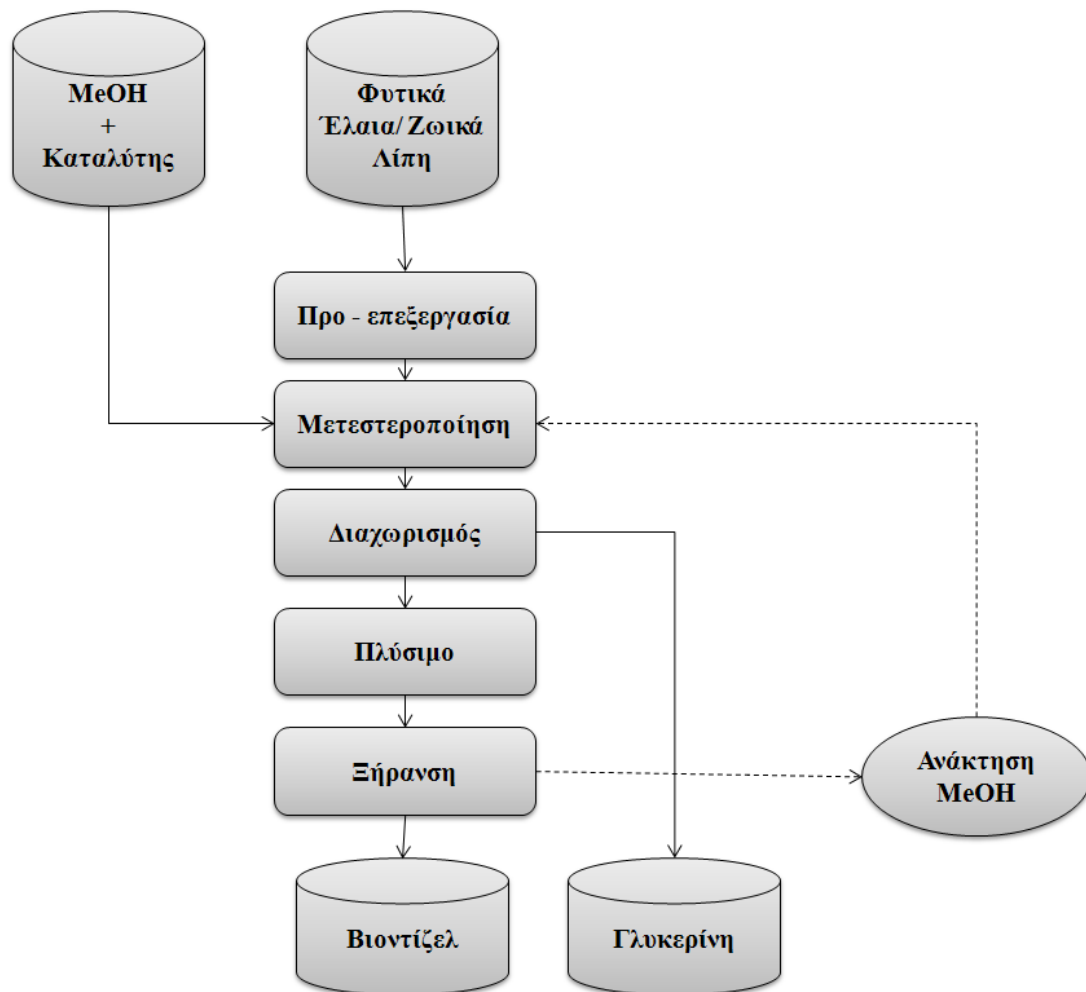 MeOH
+
Καταλύτης
Φυτικά
Έλαια/ Ζωικά
Λίπη
Προ - επεξεργασία
Μετεστεροποίηση
Διαχωρισμός
Πλύσιμο
Ξήρανση
Ανάκτηση
MeOH
Βιοντίζελ
Γλυκερίνη